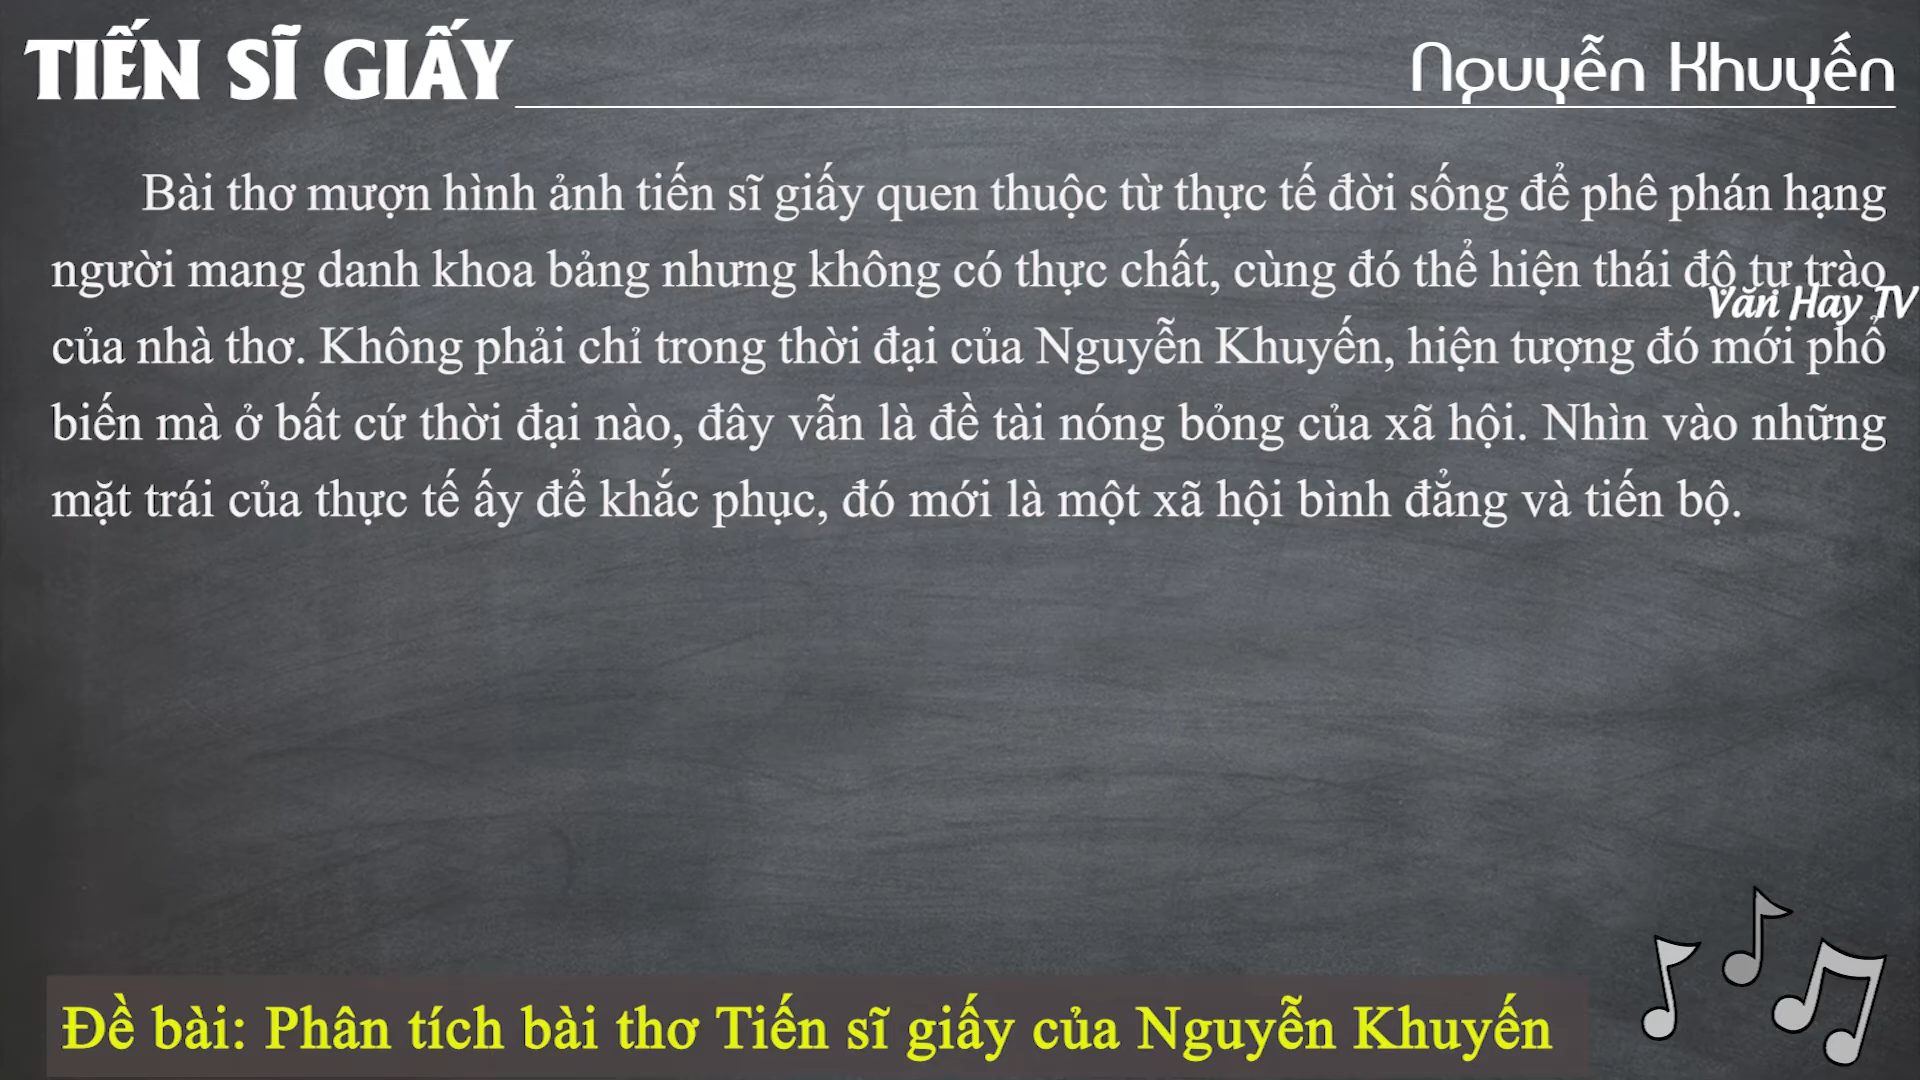 TIẾN SĨ GIẤY
Nguyễn Khuyến
Bài thơ mượn hình ảnh tiến sĩ giấy quen thuộc từ thực tế đời sống để phê phán hạng
người mang danh khoa bảng nhưng không có thực chất, cùng đó thể hiện thái độ tự trào
Văn Hay TV
của nhà thơ. Không phải chỉ trong thời đại của Nguyễn Khuyến, hiện tượng đó mới phổ
biến mà ở bất cứ thời đại nào, đây vẫn là đề tài nóng bỏng của xã hội. Nhìn vào những
mặt trái của thực tế ấy để khắc phục, đó mới là một xã hội bình đẳng và tiến bộ.
Đề bài: Phân tích bài thơ Tiến sĩ giấy của Nguyễn Khuyến